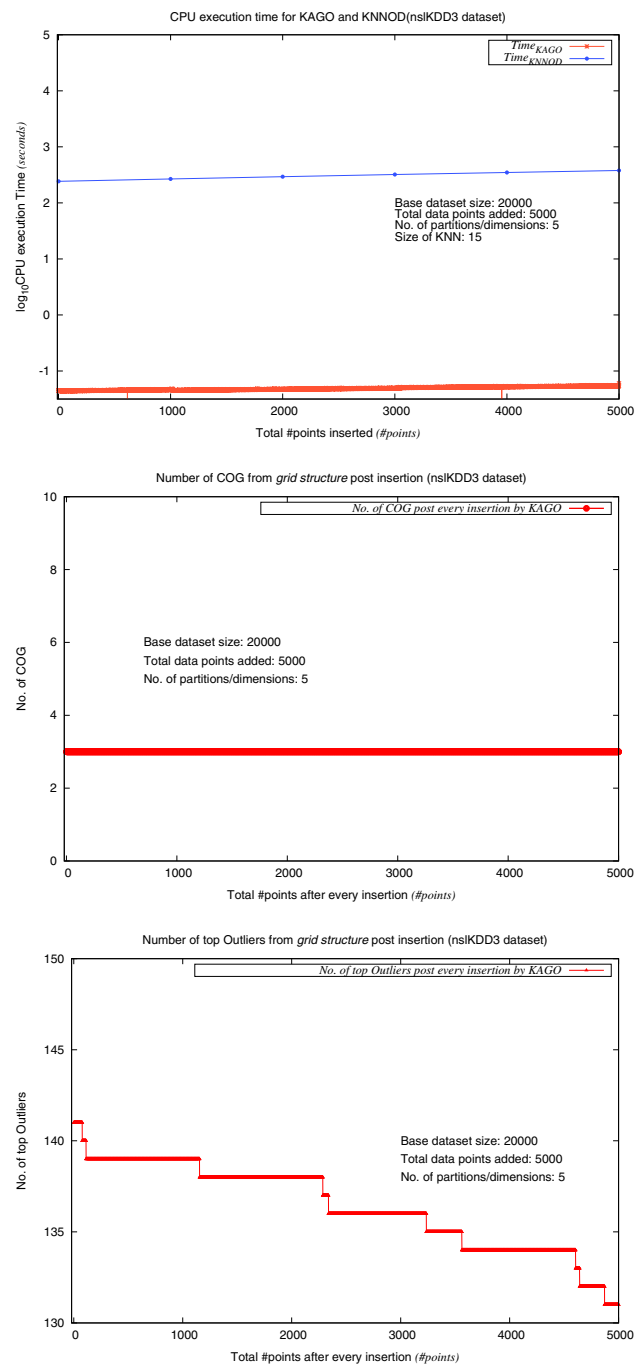 CPU execution time for KAGO and KNNOD(nslKDD3 dataset)
5
4
3
2
1
0
-1
log10CPU execution Time (seconds)
TimeKAGO
TimeKNNOD
Base dataset size: 20000
Total data points added: 5000
No. of partitions/dimensions: 5
Size of KNN: 15
0 1000 2000 3000 4000 5000
Total #points inserted (#points)
Number of COG from grid structure post insertion (nslKDD3 dataset)
10
8
6
4
2
0
No. of COG
No. of COG post every insertion by KAGO
Base dataset size: 20000
Total data points added: 5000
No. of partitions/dimensions: 5
0 1000 2000 3000 4000 5000
Total #points after every insertion (#points)
Number of top Outliers from grid structure post insertion (nslKDD3 dataset)
150
145
140
135
130
No. of top Outliers
No. of top Outliers post every insertion by KAGO
Base dataset size: 20000
Total data points added: 5000
No. of partitions/dimensions: 5
0 1000 2000 3000 4000 5000
Total #points after every insertion (#points)